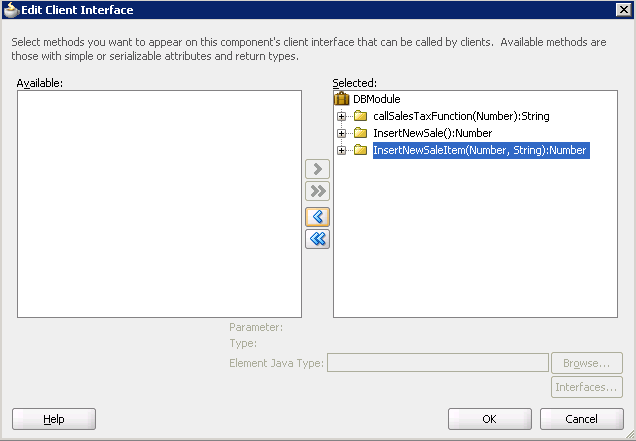 Edit Client Interface
Select methods you want to appear on this component's client interface that can be called by clients.  Available methods are
those with simple or serializable attributes and return types.
Available:
Selected:
DBModule
callSalesTaxFunction(Number):String
InsertNewSale():Number
InsertNewSaleItem(Number, String):Number
Parameter:
Type:
Element Java Type:
Browse...
Interfaces...
Help
OK
Cancel